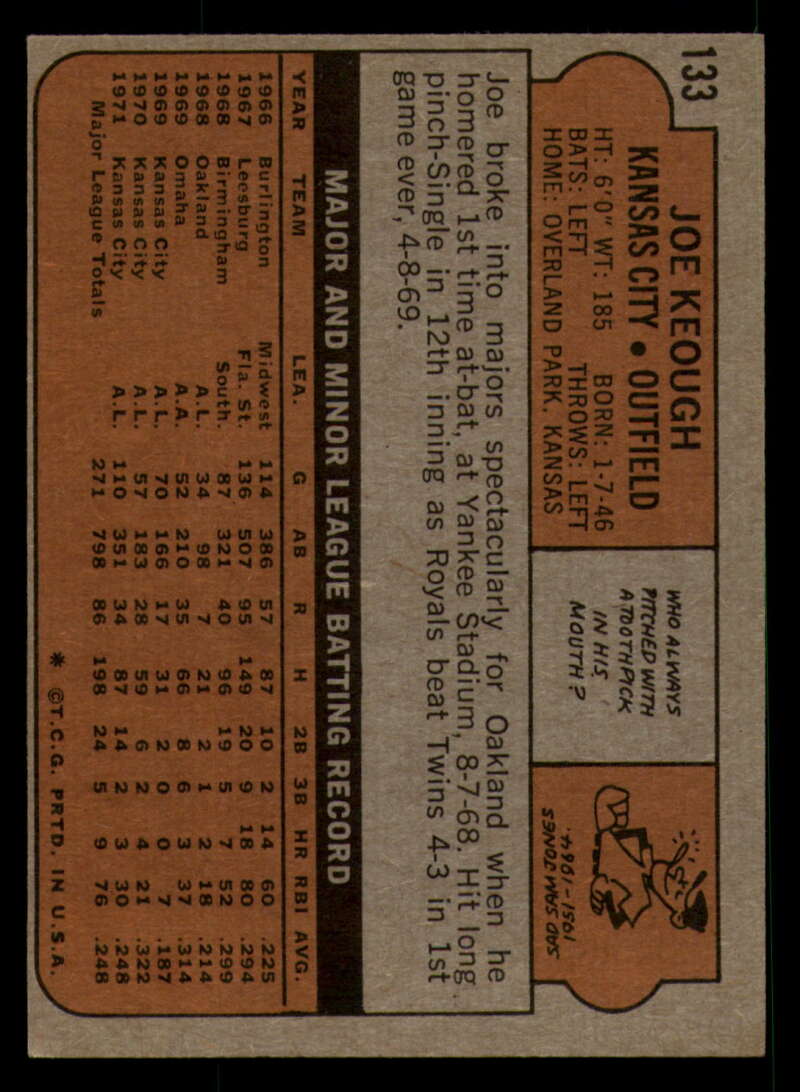 133
JOE KEOUGH
KANSAS CITY • OUTFIELD
HT: 6'0" WT: 185 BORN: 1-7-46
BATS: LEFT THROWS: LEFT
HOME: OVERLAND PARK, KANSAS
WHO ALWAYS
PITCHED WITH
A TOOTHPICK
IN HIS
MOUTH?
SAD SAM JONES
1951-1964.
Joe broke into majors spectacularly for Oakland when he
homered 1st time at-bat, at Yankee Stadium, 8-7-68. Hit long
pinch-Single in 12th inning as Royals beat Twins 4-3 in 1st
game ever, 4-8-69.
MAJOR AND MINOR LEAGUE BATTING RECORD
YEAR TEAM LEA. G AB R H 2B 3B HR RBI AVG.
1966 Burlington Midwest 114 386 57 87 10 2 14 60 .225
1967 Leesburg Fla. St. 136 507 95 149 20 9 18 80 .294
1968 Birmingham South. 87 321 40 96 19 5 7 52 .299
1968 Oakland A.L. 34 98 7 21 2 1 2 18 .214
1969 Omaha A.A. 52 210 35 66 8 6 3 37 .314
1969 Kansas City A.L. 70 166 17 31 2 0 0 7 .187
1970 Kansas City A.L. 57 183 28 59 6 2 4 21 .322
1971 Kansas City A.L. 110 351 34 87 14 2 3 30 .248
Major League Totals 271 798 86 198 24 5 9 76 .248
* ©T.C.G. PRTD. IN U.S.A.